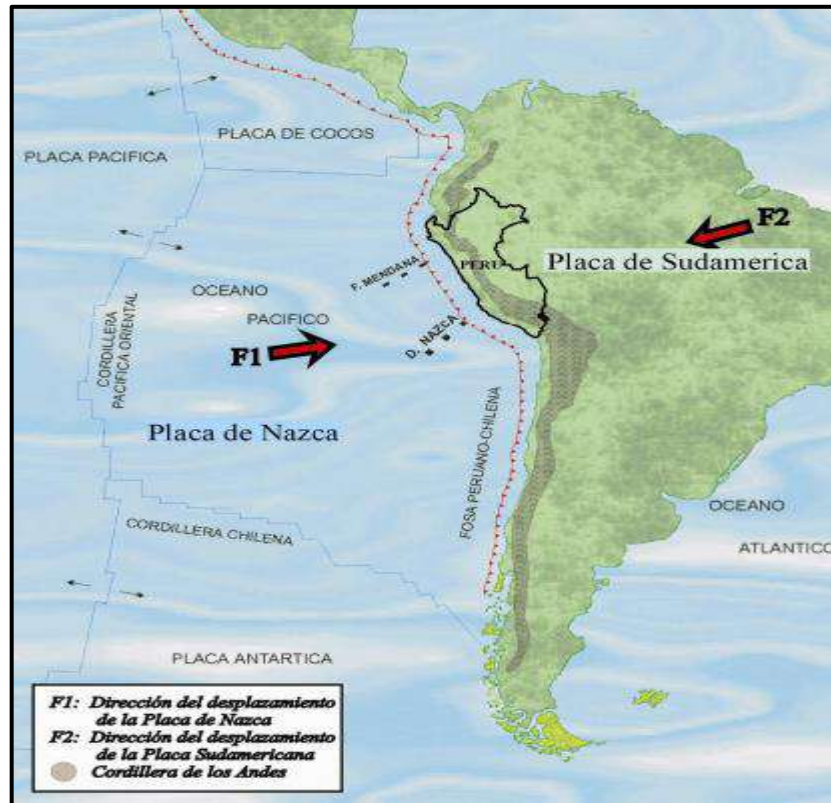 PLACA DE COCOS
PLACA PACIFICA
F2
Placa de Sudamerica
PERU
F. MENDANA
OCEANO
PACIFICO
D. NAZCA
F1
CORDILLERA
PACIFICA ORIENTAL
Placa de Nazca
FOSA PERUANO-CHILENA
CORDILLERA CHILENA
OCEANO
ATLANTICO
PLACA ANTARTICA
F1: Dirección del desplazamiento
de la Placa de Nazca
F2: Dirección del desplazamiento
de la Placa Sudamericana
Cordillera de los Andes